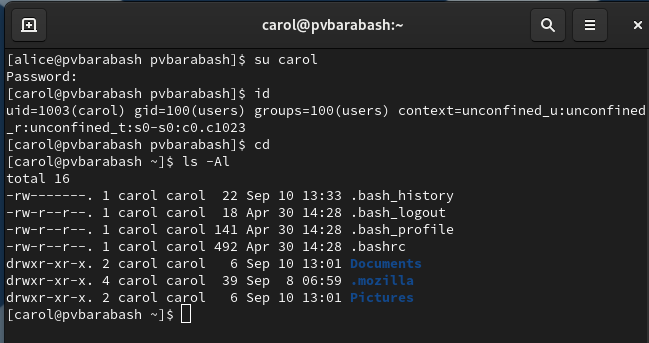 carol@pvbarabash:~
[alice@pvbarabash pvbarabash]$ su carol
Password:
[carol@pvbarabash pvbarabash]$ id
uid=1003(carol) gid=100(users) groups=100(users) context=unconfined_u:unconfined
_r:unconfined_t:s0-s0:c0.c1023
[carol@pvbarabash pvbarabash]$ cd
[carol@pvbarabash ~]$ ls -Al
total 16
-rw-------. 1 carol carol  22 Sep 10 13:33 .bash_history
-rw-r--r--. 1 carol carol  18 Apr 30 14:28 .bash_logout
-rw-r--r--. 1 carol carol 141 Apr 30 14:28 .bash_profile
-rw-r--r--. 1 carol carol 492 Apr 30 14:28 .bashrc
drwxr-xr-x. 2 carol carol   6 Sep 10 13:01 Documents
drwxr-xr-x. 4 carol carol  39 Sep  8 06:59 .mozilla
drwxr-xr-x. 2 carol carol   6 Sep 10 13:01 Pictures
[carol@pvbarabash ~]$